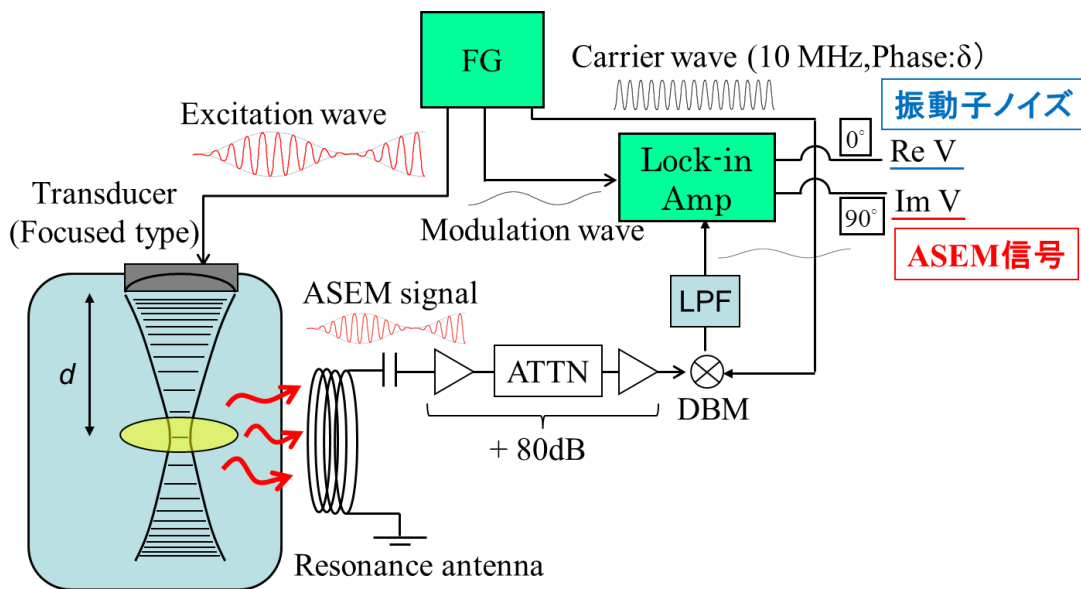 FG
Carrier wave (10 MHz,Phase:δ）
振動子ノイズ
Excitation wave
0°
Re V
Lock-in
Amp
Transducer
(Focused type)
Modulation wave
90°
Im V
ASEM信号
ASEM signal
LPF
d
ATTN
DBM
+ 80dB
Resonance antenna